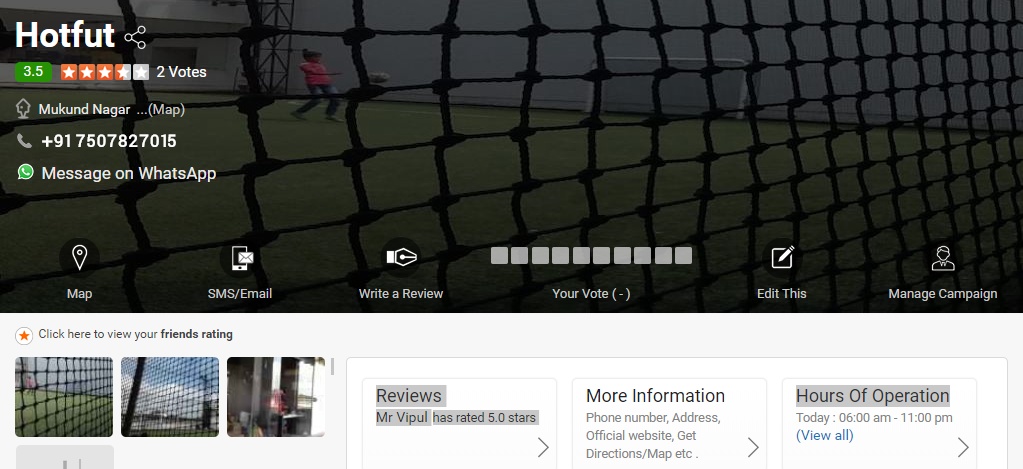 Hotfut
3.5 2 Votes
Mukund Nagar ...(Map)
+91 7507827015
Message on WhatsApp
Map
SMS/Email
Write a Review
Your Vote ( - )
Edit This
Manage Campaign
Click here to view your friends rating
Reviews
Mr Vipul has rated 5.0 stars
More Information
Phone number, Address,
Official website, Get
Directions/Map etc .
Hours Of Operation
Today : 06:00 am - 11:00 pm
(View all)